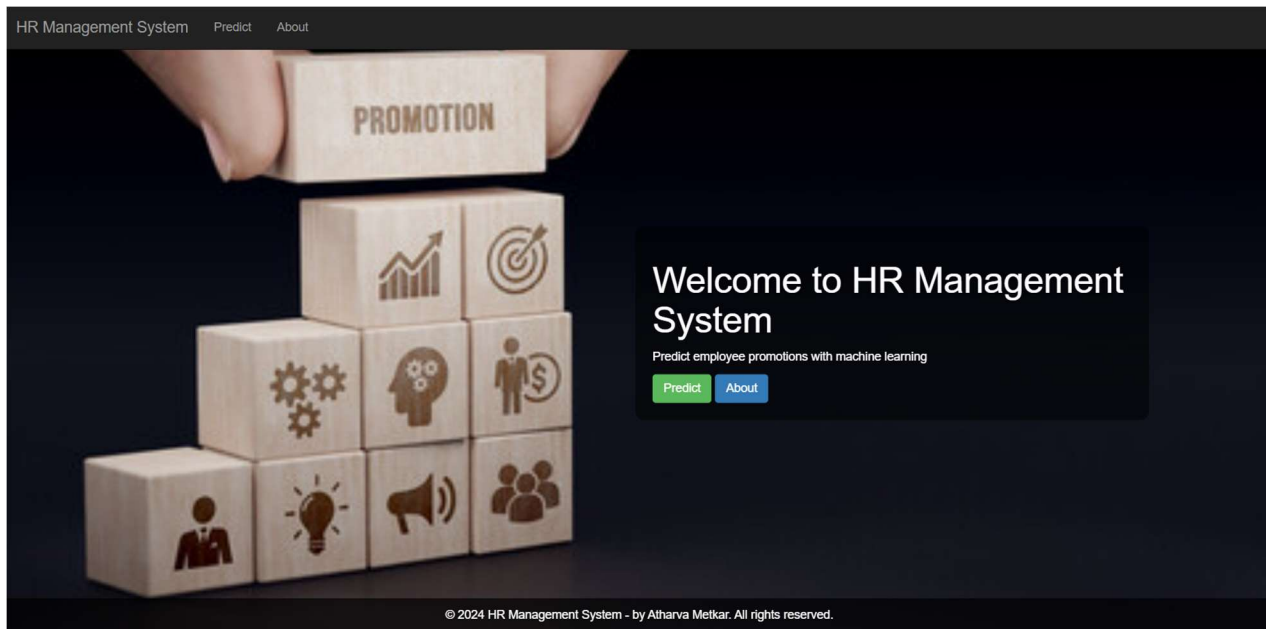 HR Management System Predict About
PROMOTION
Welcome to HR Management
System
Predict employee promotions with machine learning
Predict About
© 2024 HR Management System - by Atharva Metkar. All rights reserved.